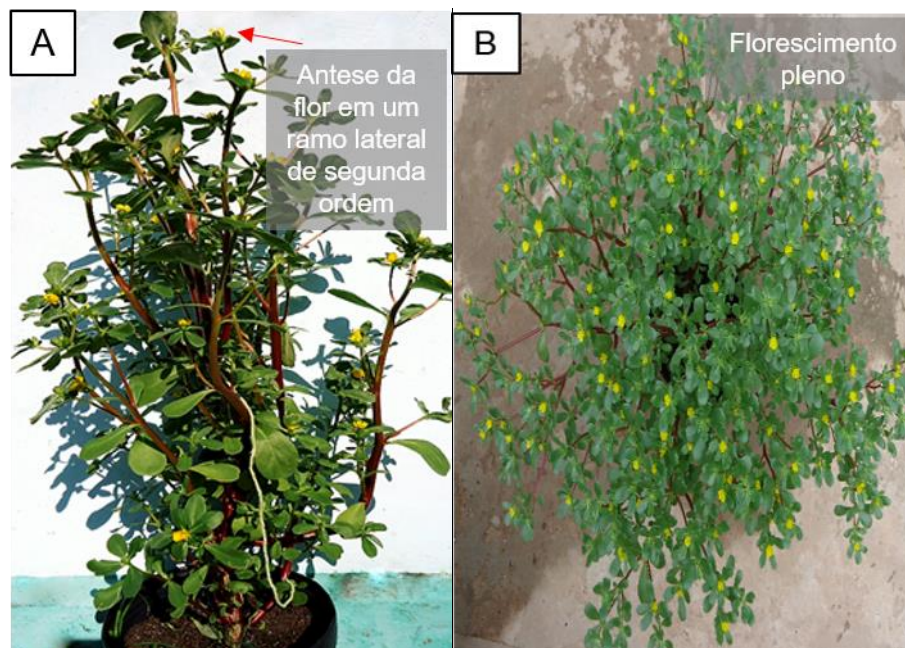 A
Antese da
flor em um
ramo lateral
de segunda
ordem
B
Florescimento
pleno